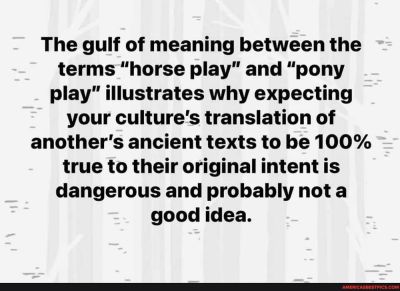 The gulf of meaning between the
terms "horse play" and "pony
play" illustrates why expecting
your culture's translation of
another's ancient texts to be 100%
true to their original intent is
dangerous and probably not a
good idea.
AMERICASBESTPICS.COM